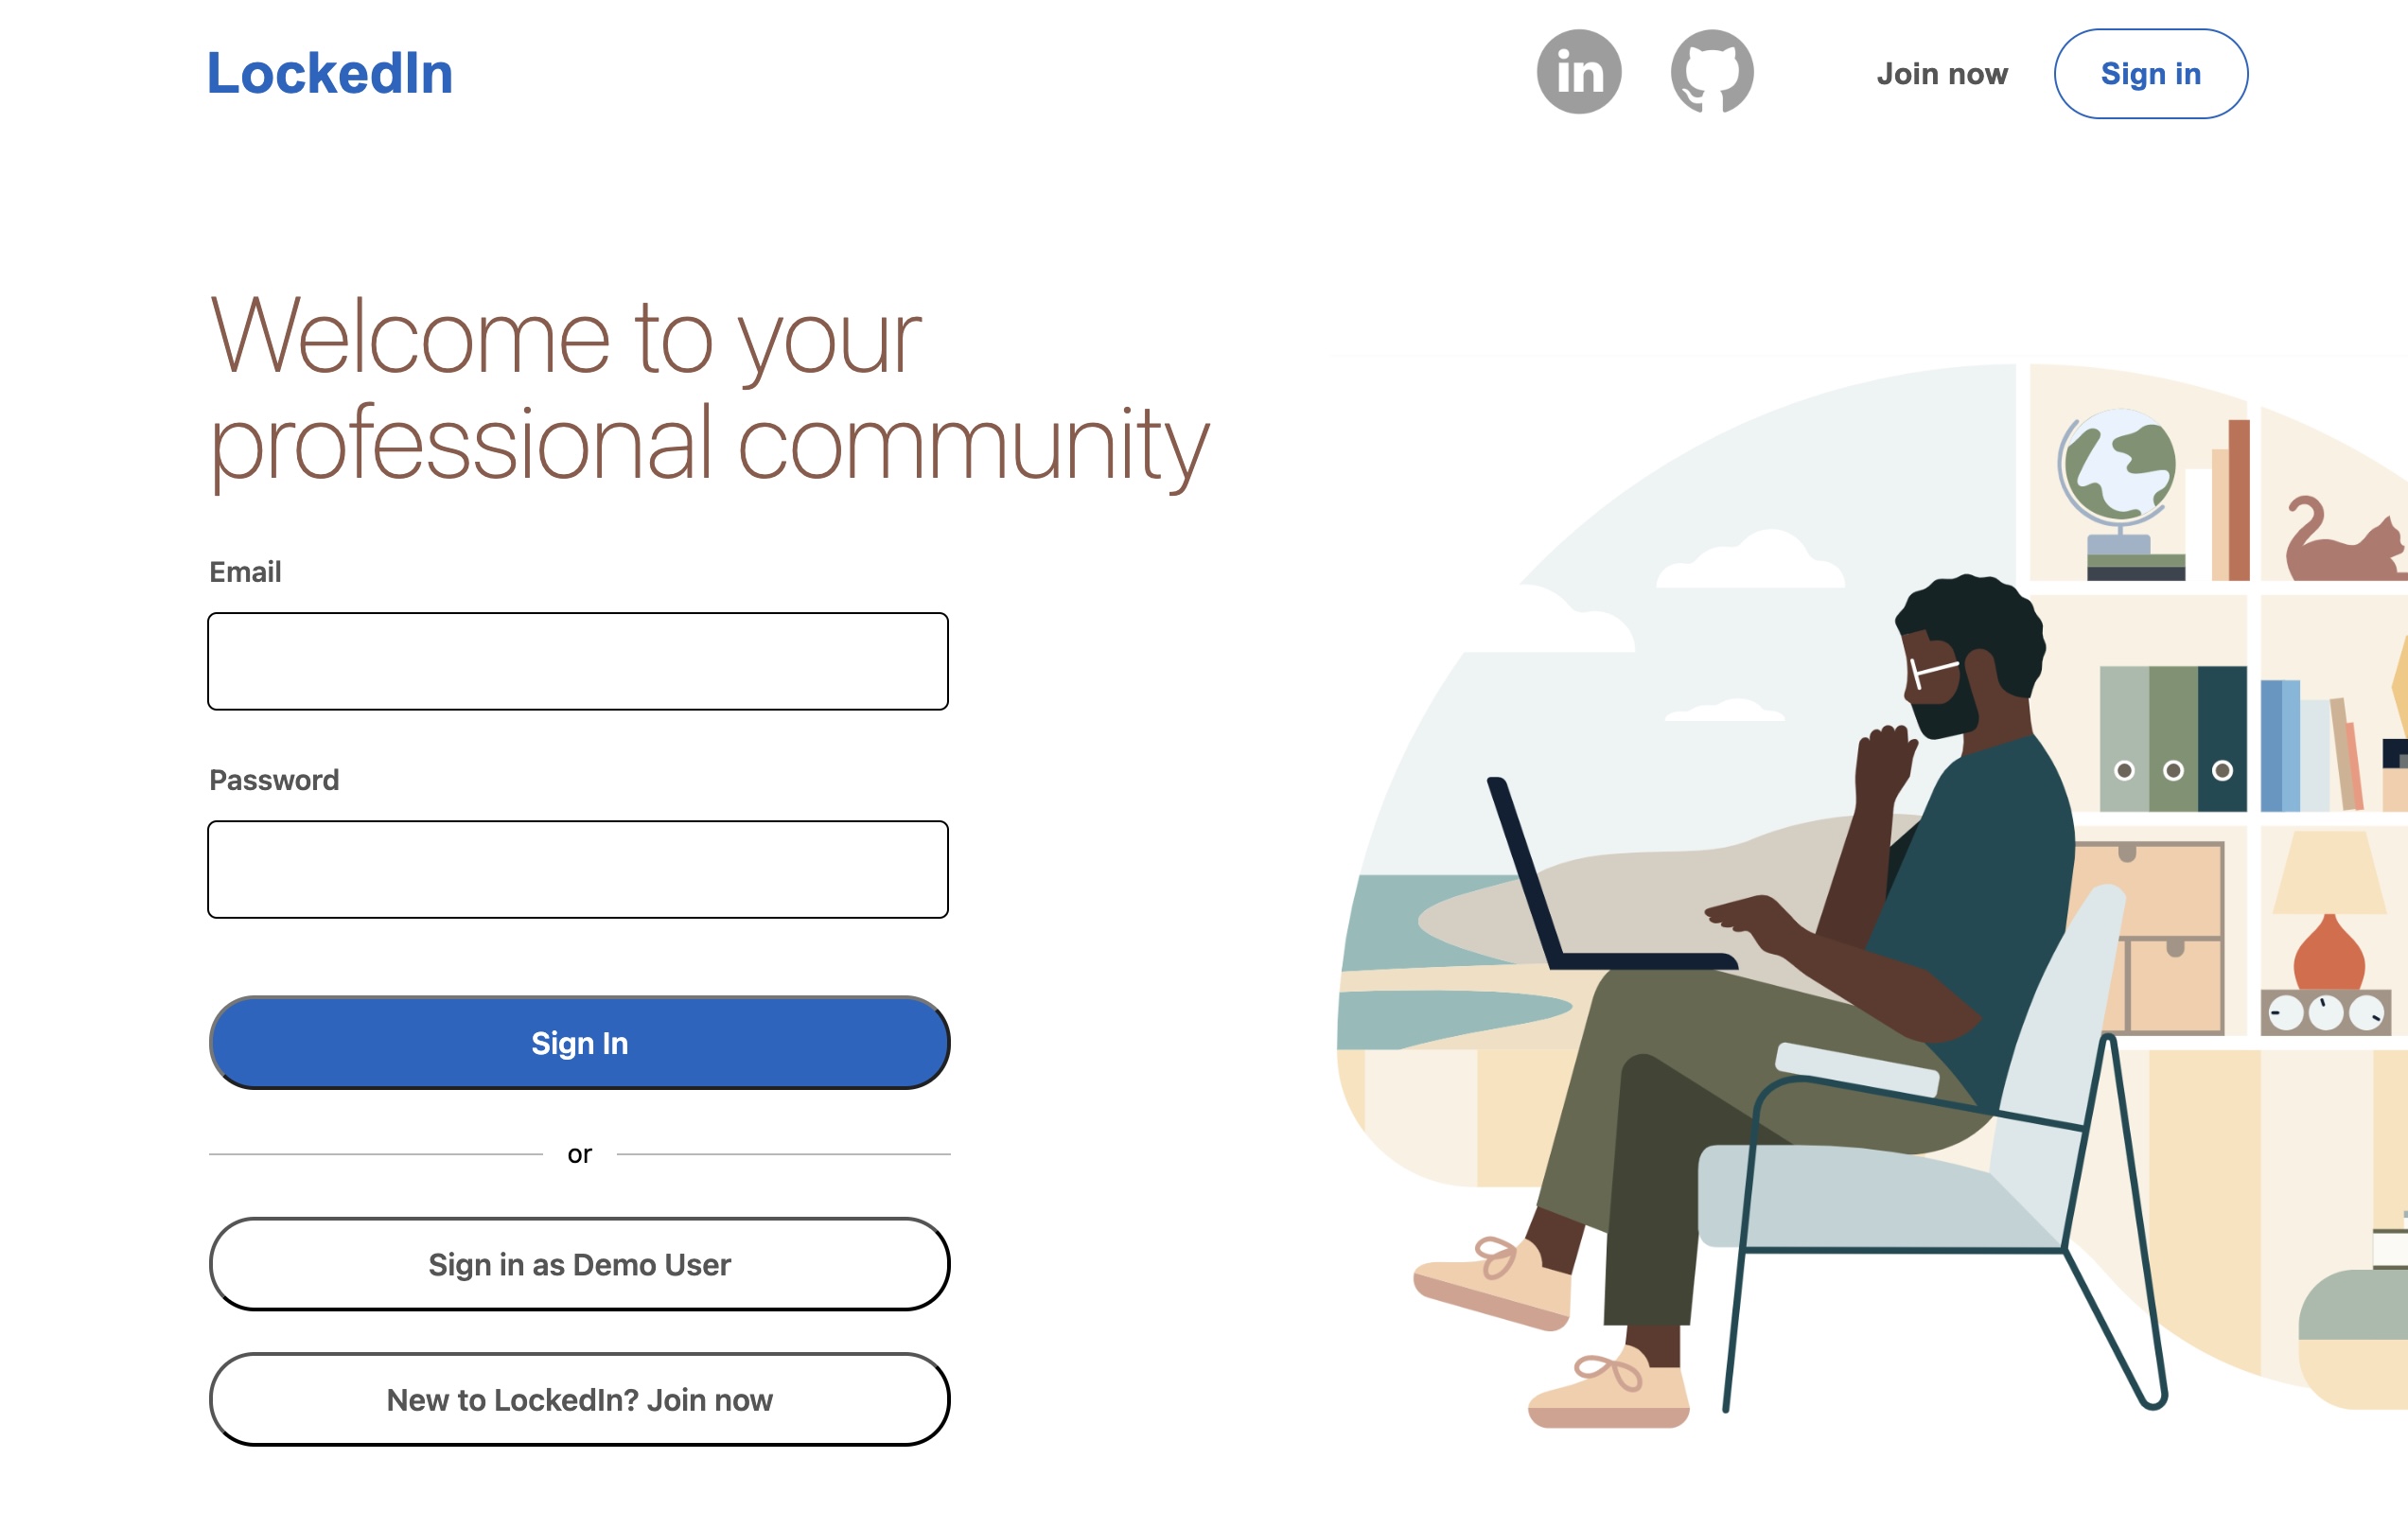 LockedIn
in
Join now
Sign in
Welcome to your
professional community
Email
Password
Sign In
or
Sign in as Demo User
New to LockedIn? Join now